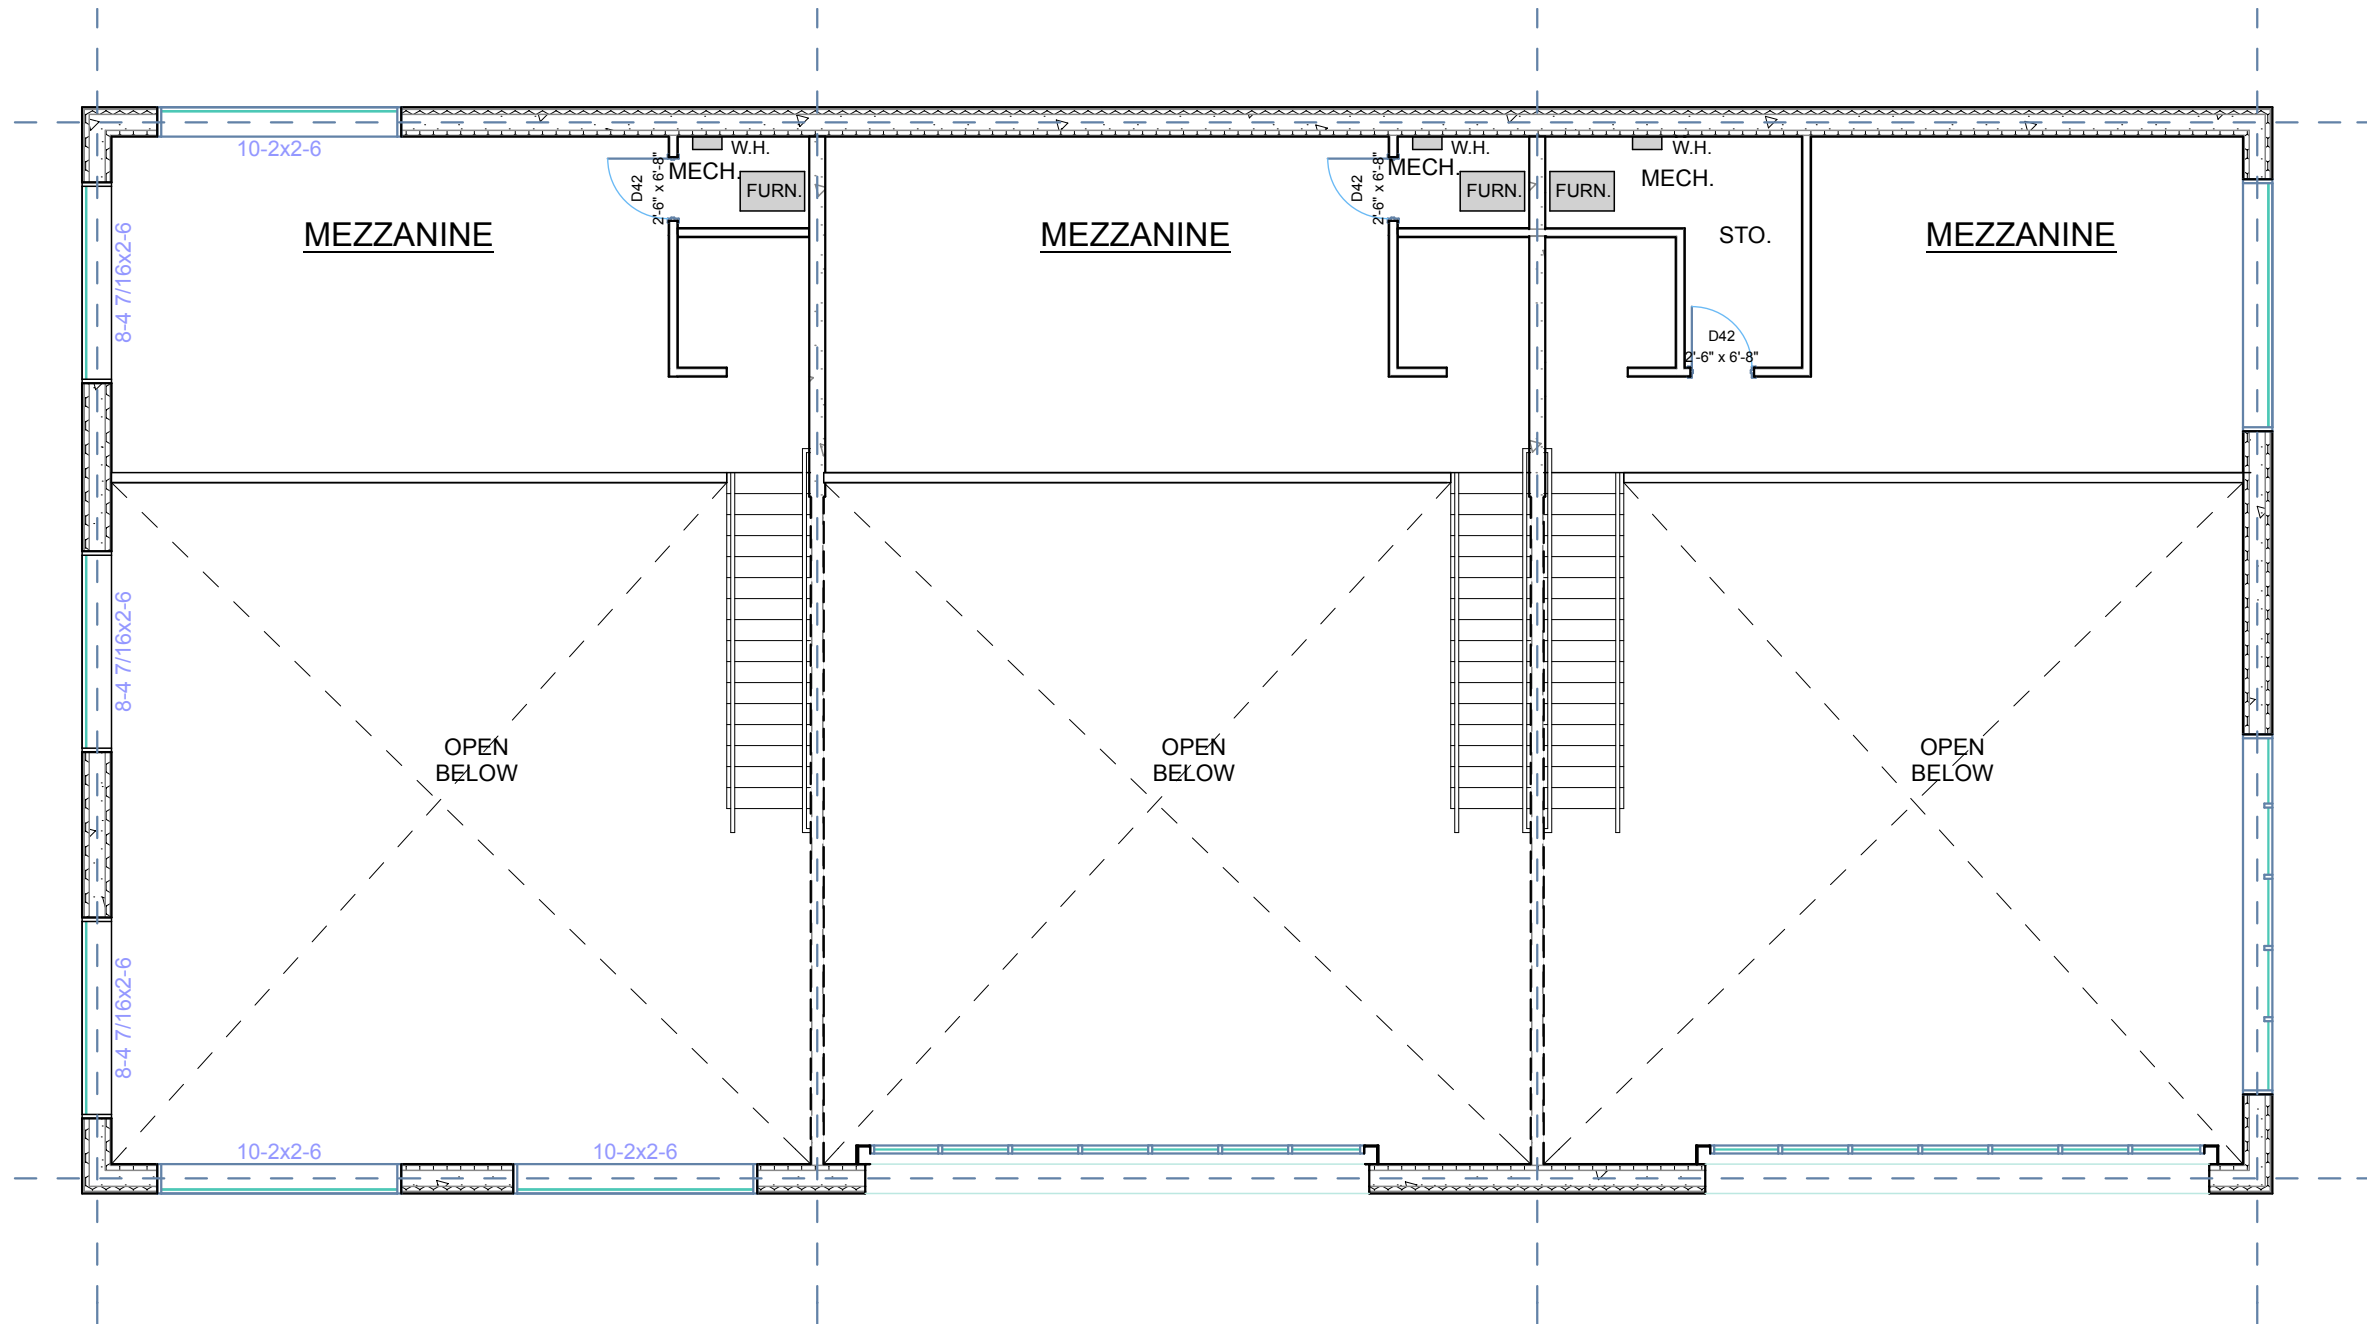 10-2x2-6
W.H.
MECH.
FURN.
D42
2'-6" x 6'-8"
MEZZANINE
8-4 7/16x2-6
W.H.
MECH.
FURN.
D42
2'-6" x 6'-8"
MEZZANINE
FURN.
W.H.
MECH.
STO.
MEZZANINE
D42
2'-6" x 6'-8"
8-4 7/16x2-6
OPEN
BELOW
OPEN
BELOW
OPEN
BELOW
8-4 7/16x2-6
10-2x2-6
10-2x2-6